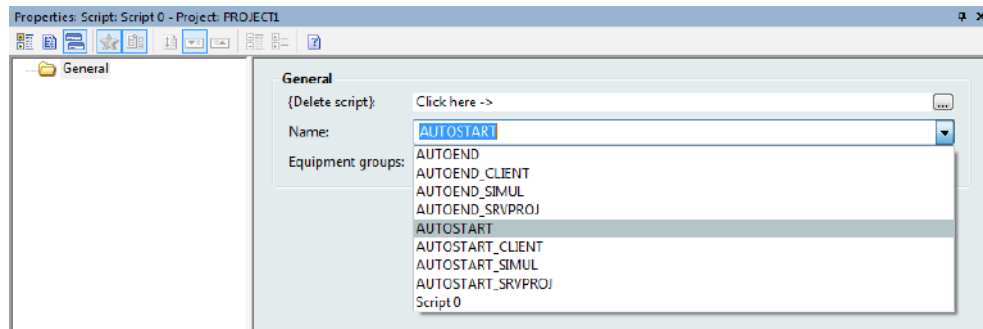 Properties: Script: Script 0 - Project: PROJECT1
General
General
{Delete script}: Click here -> ...
Name: AUTOSTART
Equipment groups:
AUTOEND
AUTOEND_CLIENT
AUTOEND_SIMUL
AUTOEND_SRVPROJ
AUTOSTART
AUTOSTART_CLIENT
AUTOSTART_SIMUL
AUTOSTART_SRVPROJ
Script 0